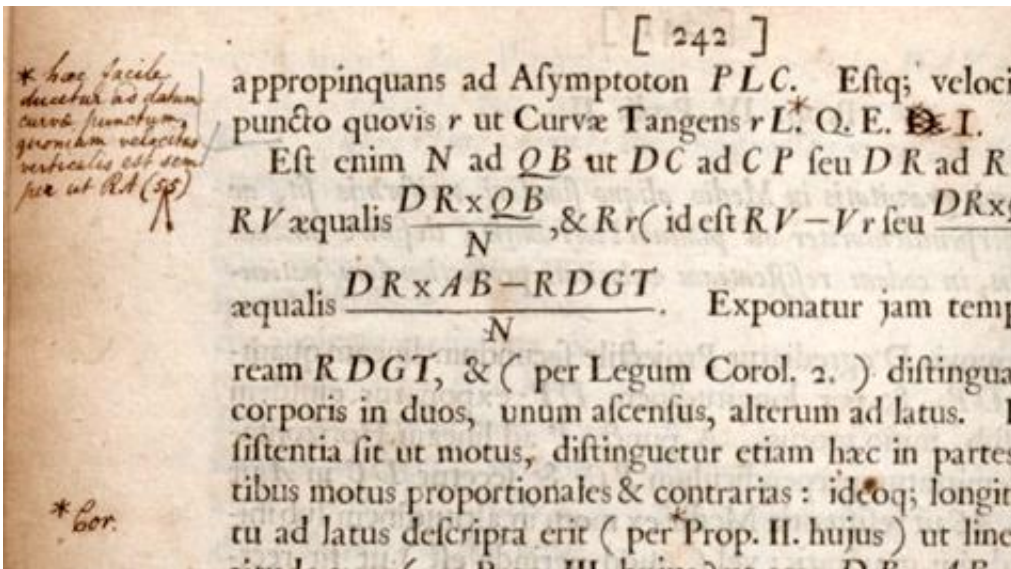 [ 242 ]
* hæc facile
ducetur ad datum
curvæ punctum,
quoniam velocitas
verticalis est sem
per ut RA (55)
appropinquans ad Aſymptoton PLC. Eſtq; veloci
puncto quovis r ut Curvæ Tangens r L.* Q. E. I.
Eſt enim N ad QB ut DC ad CP ſeu DR ad R
RV æqualis DR x QB / N, & Rr ( id eſt RV − Vr ſeu DRx
æqualis DR x AB − RDGT / N. Exponatur jam temp
ream RDGT, & ( per Legum Corol. 2. ) diſtingua
corporis in duos, unum aſcenſus, alterum ad latus.
ſiſtentia ſit ut motus, diſtinguetur etiam hæc in partes
tibus motus proportionales & contrarias : ideoq; longit
* Cor.
tu ad latus deſcripta erit ( per *Prop. II. hujus ) ut line